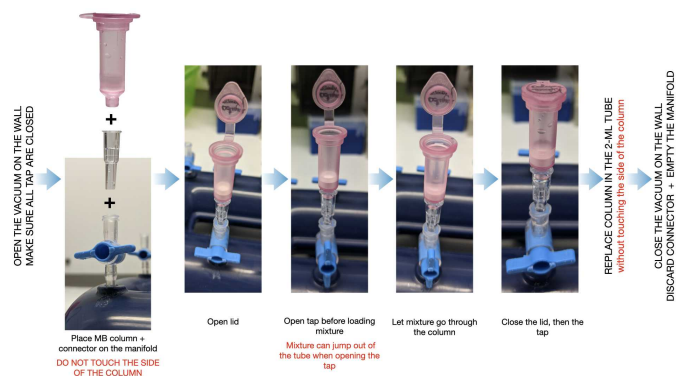 OPEN THE VACUUM ON THE WALL
MAKE SURE ALL TAP ARE CLOSED
+
+
Place MB column +
connector on the manifold
DO NOT TOUCH THE SIDE
OF THE COLUMN
Open lid
Open tap before loading
mixture
Mixture can jump out of
the tube when opening the
tap
Let mixture go through
the column
Close the lid, then the
tap
REPLACE COLUMN IN THE 2-ML TUBE
without touching the side of the column
CLOSE THE VACUUM ON THE WALL
DISCARD CONNECTOR + EMPTY THE MANIFOLD